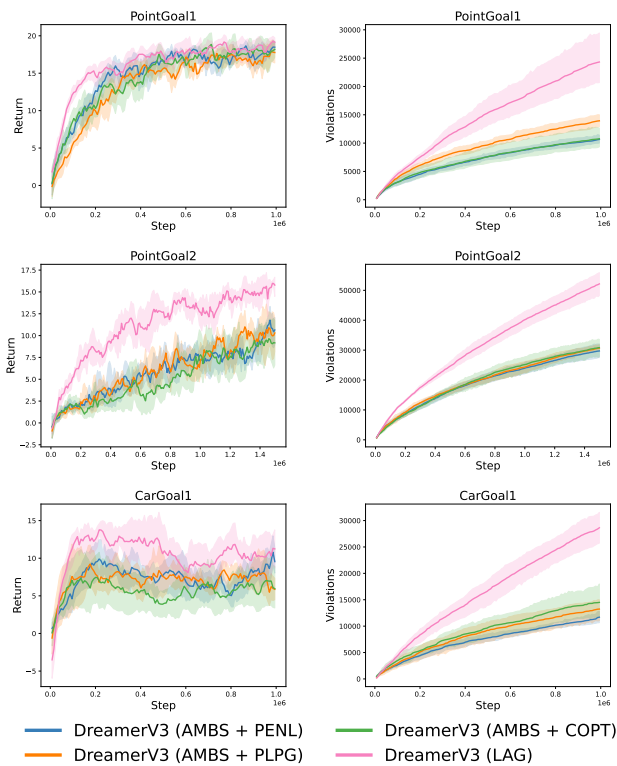 PointGoal1
20
15
10
5
0
Return
0.0 0.2 0.4 0.6 0.8 1.0
Step
1e6
PointGoal1
30000
25000
20000
15000
10000
5000
0
Violations
0.0 0.2 0.4 0.6 0.8 1.0
Step
1e6
PointGoal2
17.5
15.0
12.5
10.0
7.5
5.0
2.5
0.0
−2.5
Return
0.0 0.2 0.4 0.6 0.8 1.0 1.2 1.4
Step
1e6
PointGoal2
50000
40000
30000
20000
10000
0
Violations
0.0 0.2 0.4 0.6 0.8 1.0 1.2 1.4
Step
1e6
CarGoal1
15
10
5
0
−5
Return
0.0 0.2 0.4 0.6 0.8 1.0
Step
1e6
CarGoal1
30000
25000
20000
15000
10000
5000
0
Violations
0.0 0.2 0.4 0.6 0.8 1.0
Step
1e6
DreamerV3 (AMBS + PENL)
DreamerV3 (AMBS + PLPG)
DreamerV3 (AMBS + COPT)
DreamerV3 (LAG)